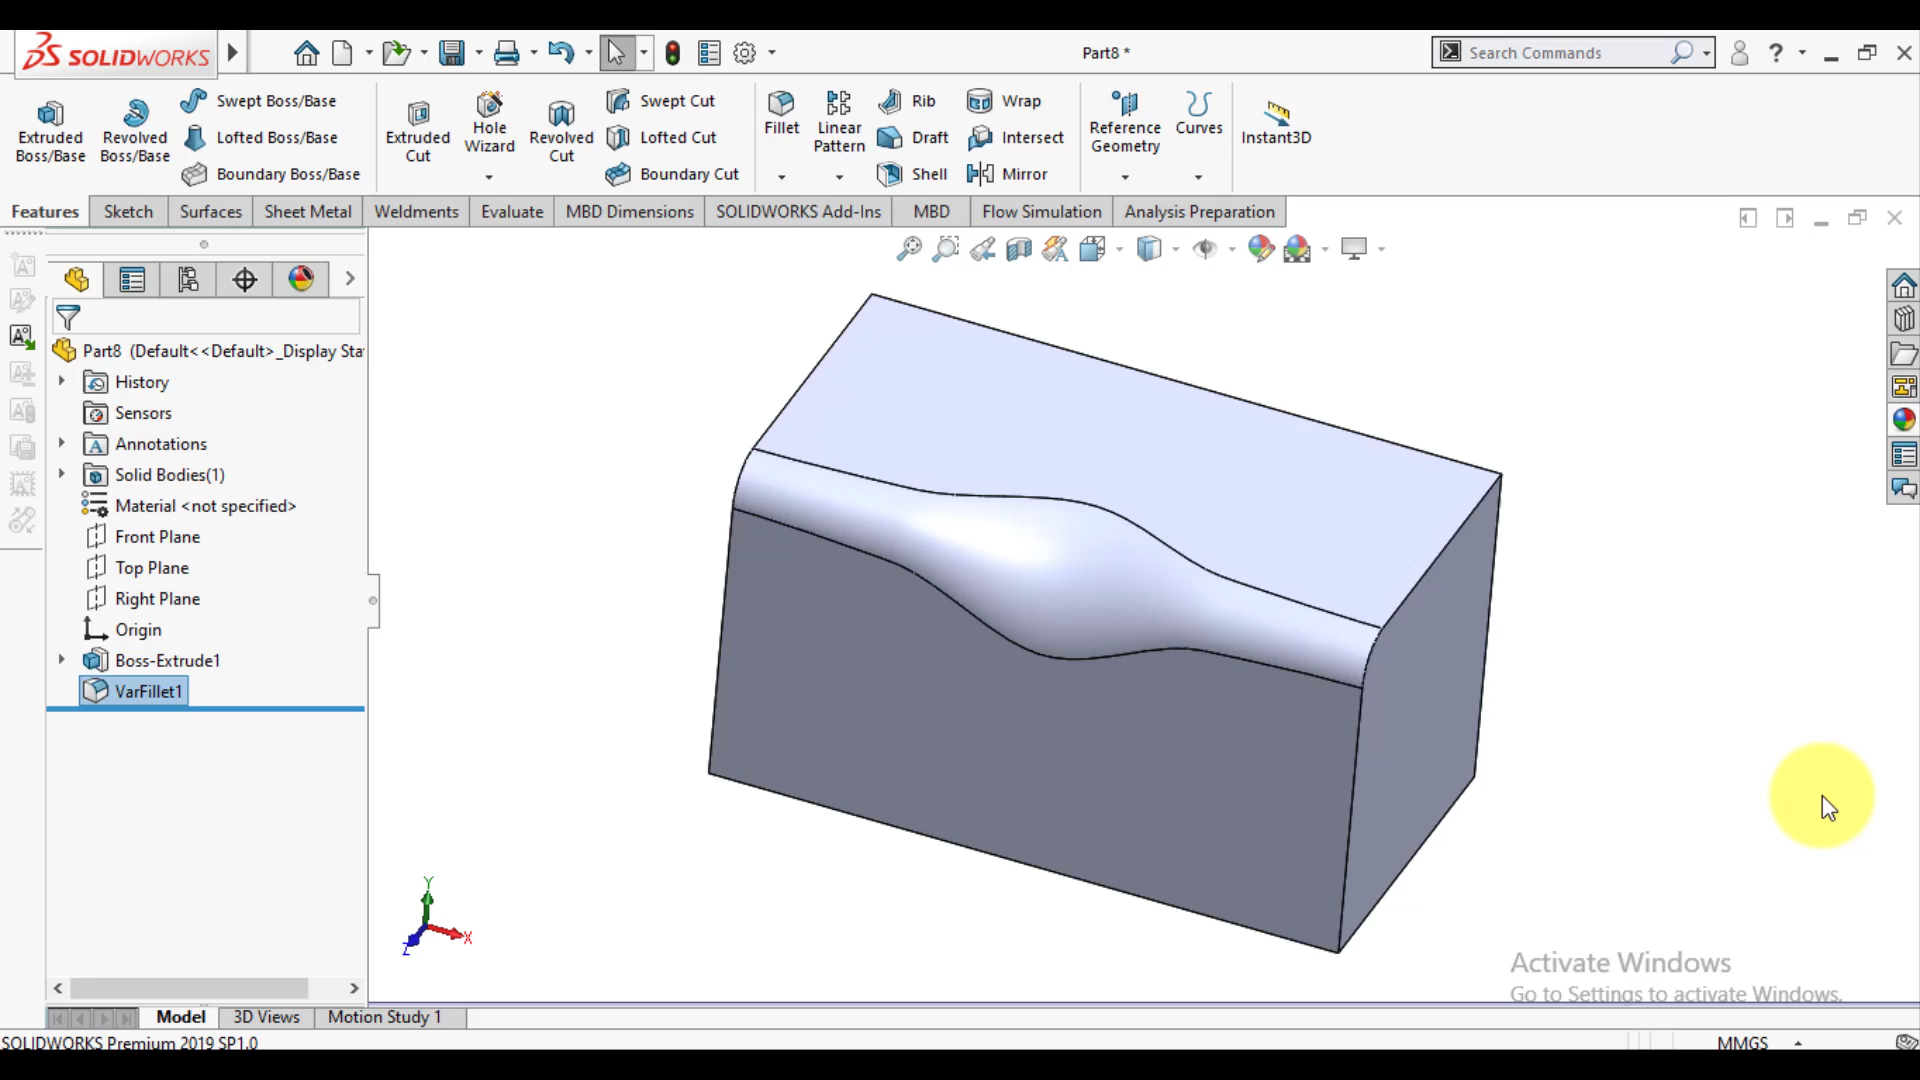 SOLIDWORKS
Part8 *
Search Commands
?
Extruded Boss/Base
Revolved Boss/Base
Swept Boss/Base
Lofted Boss/Base
Boundary Boss/Base
Extruded Cut
Hole Wizard
Revolved Cut
Swept Cut
Lofted Cut
Boundary Cut
Fillet
Linear Pattern
Rib
Draft
Shell
Wrap
Intersect
Mirror
Reference Geometry
Curves
Instant3D
Features
Sketch
Surfaces
Sheet Metal
Weldments
Evaluate
MBD Dimensions
SOLIDWORKS Add-Ins
MBD
Flow Simulation
Analysis Preparation
Part8 (Default<<Default>_Display Sta
History
Sensors
Annotations
Solid Bodies(1)
Material <not specified>
Front Plane
Top Plane
Right Plane
Origin
Boss-Extrude1
VarFillet1
Y
X
Z
Activate Windows
Go to Settings to activate Windows.
Model
3D Views
Motion Study 1
SOLIDWORKS Premium 2019 SP1.0
MMGS